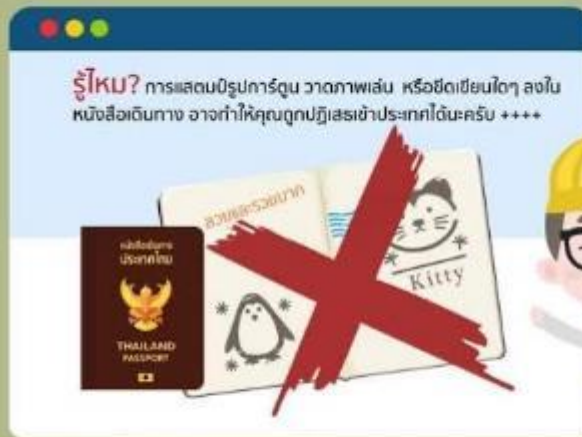 รู้ไหม? การแสตมป์รูปการ์ตูน วาดภาพเล่น หรือขีดเขียนใดๆ ลงใน
หนังสือเดินทาง อาจทำให้คุณถูกปฏิเสธเข้าประเทศได้นะครับ ++++
สวยและรวยมาก
Kitty
หนังสือเดินทาง
ประเทศไทย
THAILAND
PASSPORT